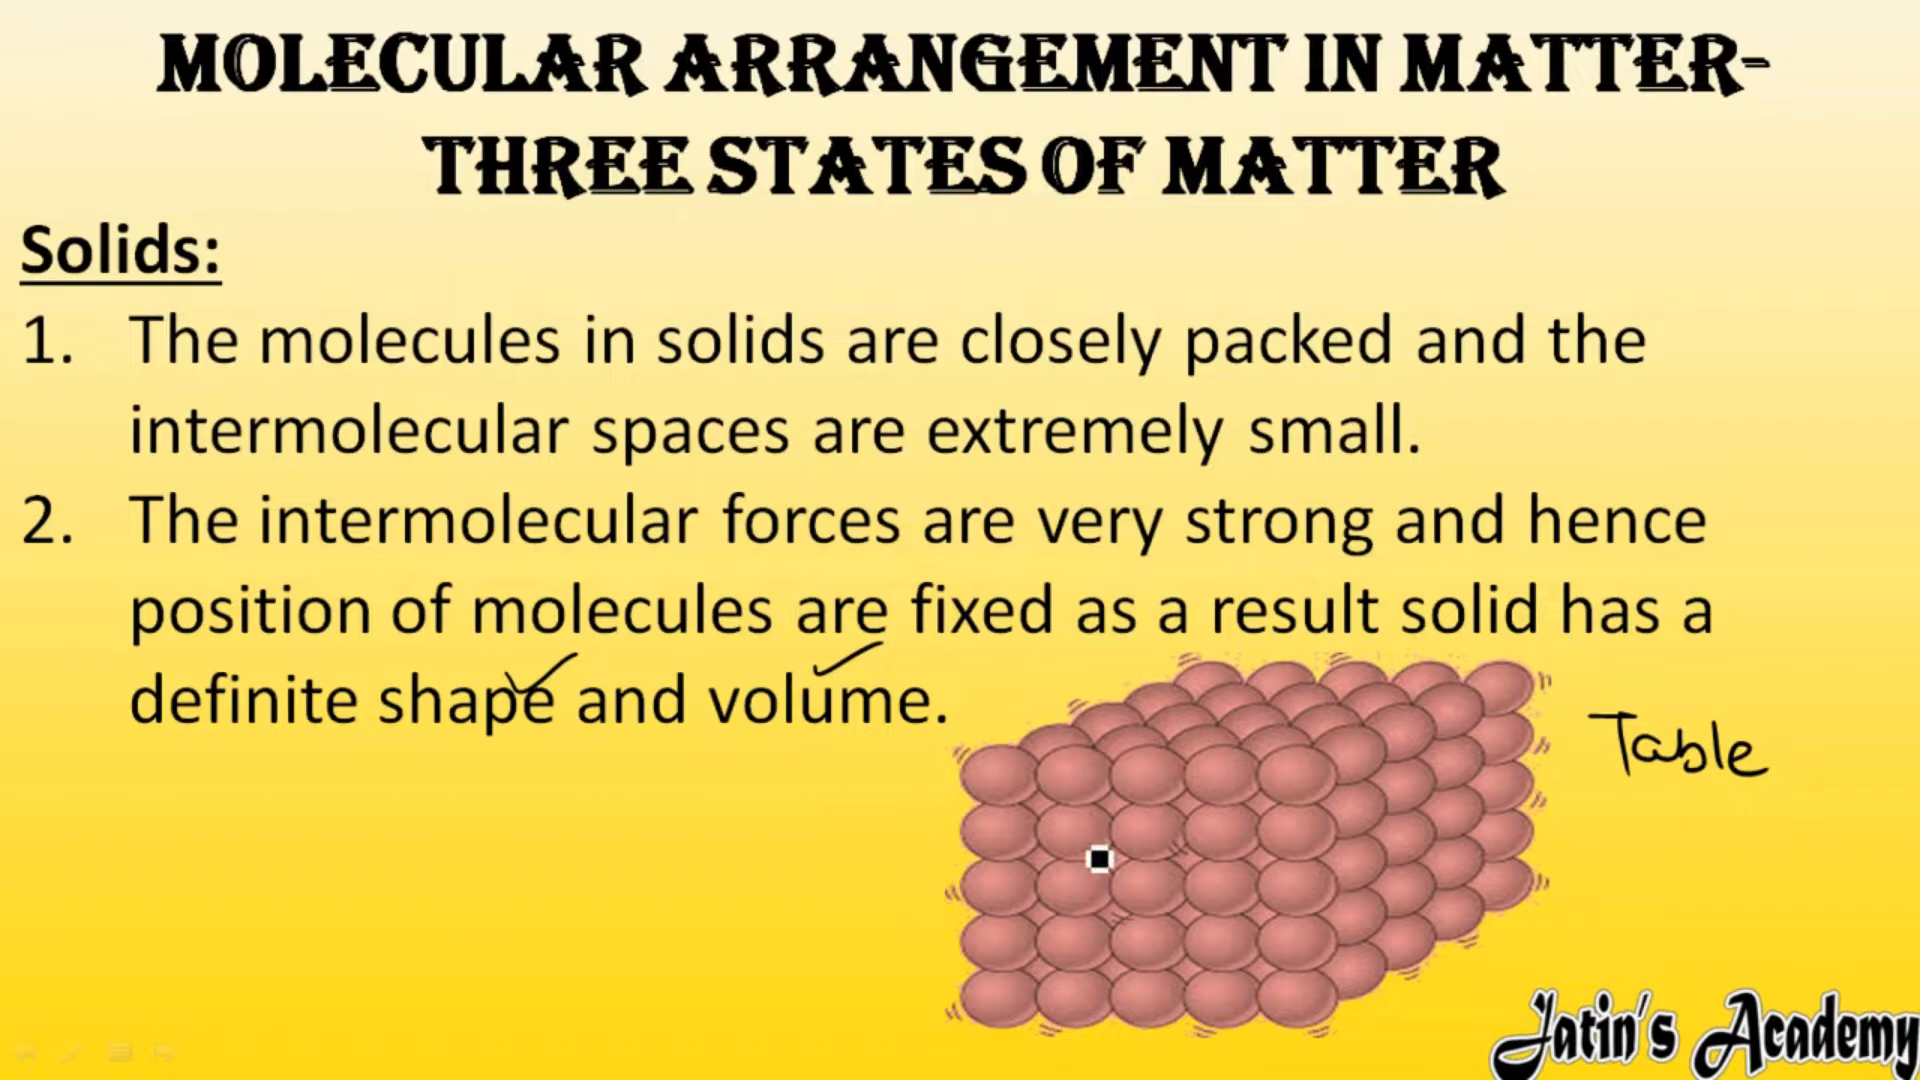 MOLECULAR ARRANGEMENT IN MATTER-
THREE STATES OF MATTER
Solids:
1. The molecules in solids are closely packed and the
intermolecular spaces are extremely small.
2. The intermolecular forces are very strong and hence
position of molecules are fixed as a result solid has a
definite shape and volume.
Table
Jatin's Academy